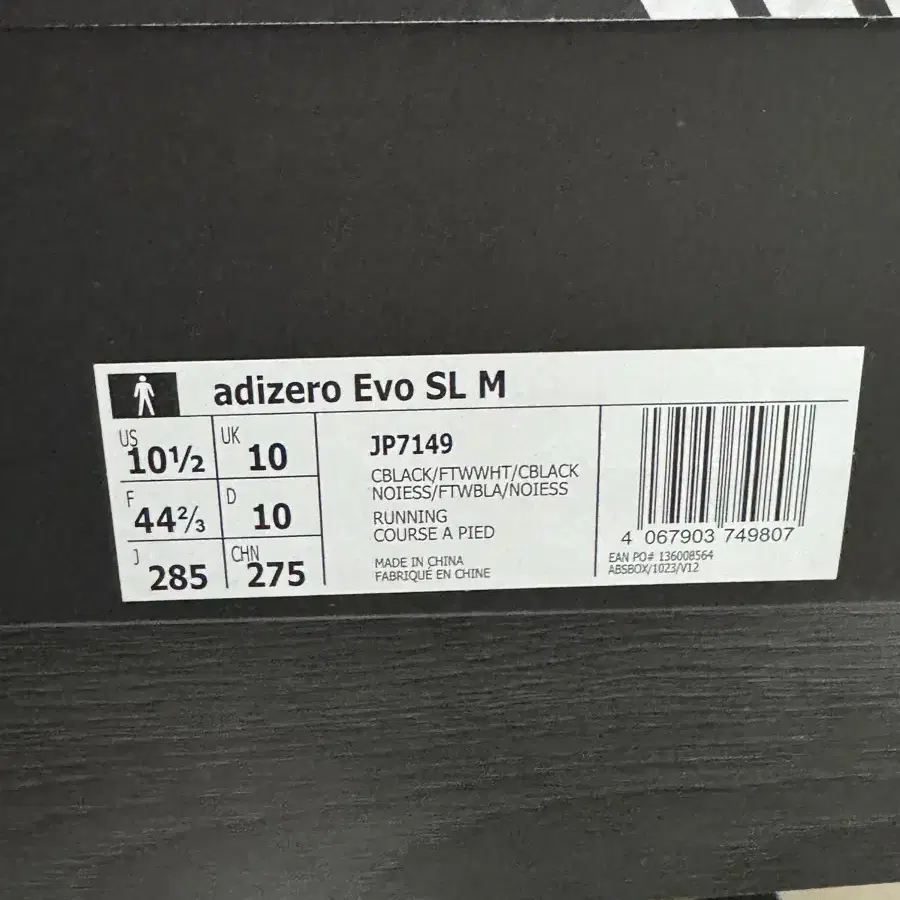 adizero Evo SL M
US 10½ UK 10
F 44⅔ D 10
J 285 CHN 275
JP7149
CBLACK/FTWWHT/CBLACK
NOIESS/FTWBLA/NOIESS
RUNNING
COURSE A PIED
MADE IN CHINA
FABRIQUÉ EN CHINE
4 067903 749807
EAN PO# 136008564
ABSBOX/1023/V12